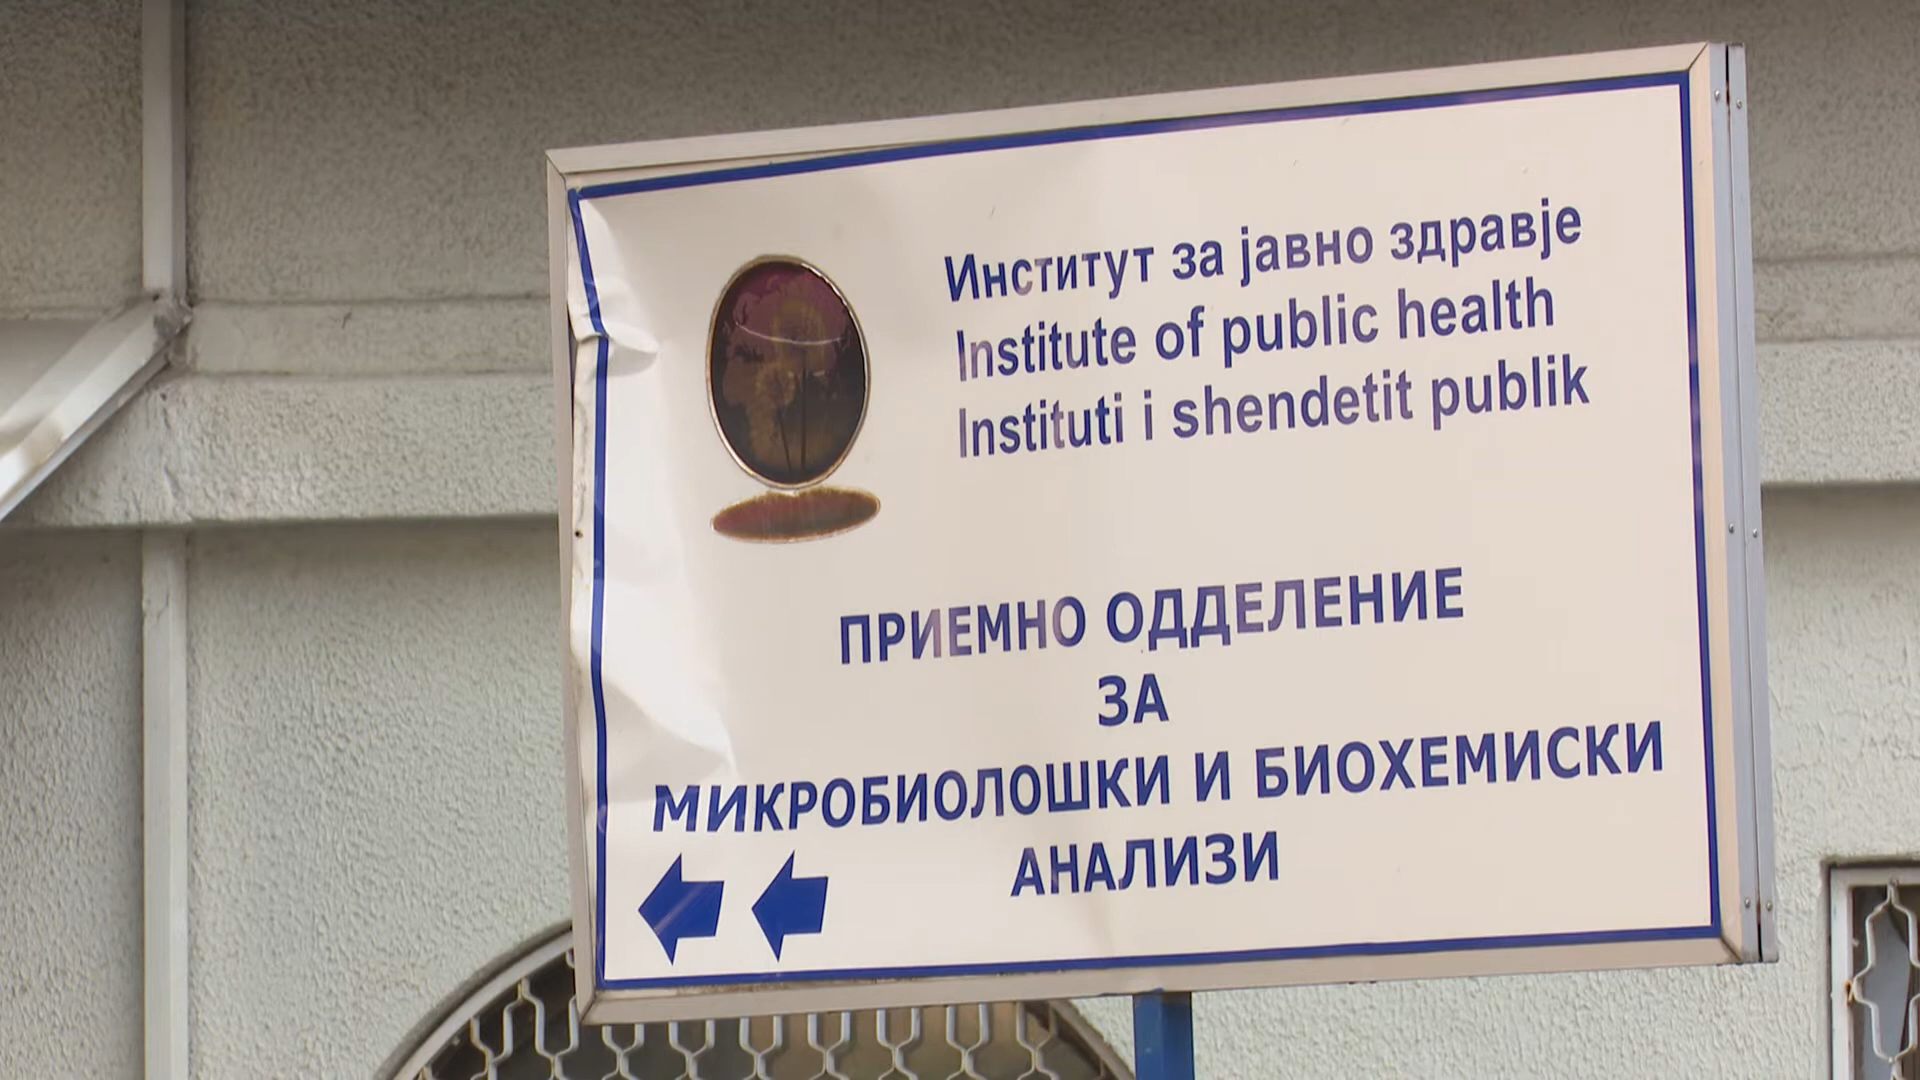 Институт за јавно здравје
Institute of public health
Instituti i shendetit publik
ПРИЕМНО ОДДЕЛЕНИЕ
ЗА
МИКРОБИОЛОШКИ И БИОХЕМИСКИ
АНАЛИЗИ